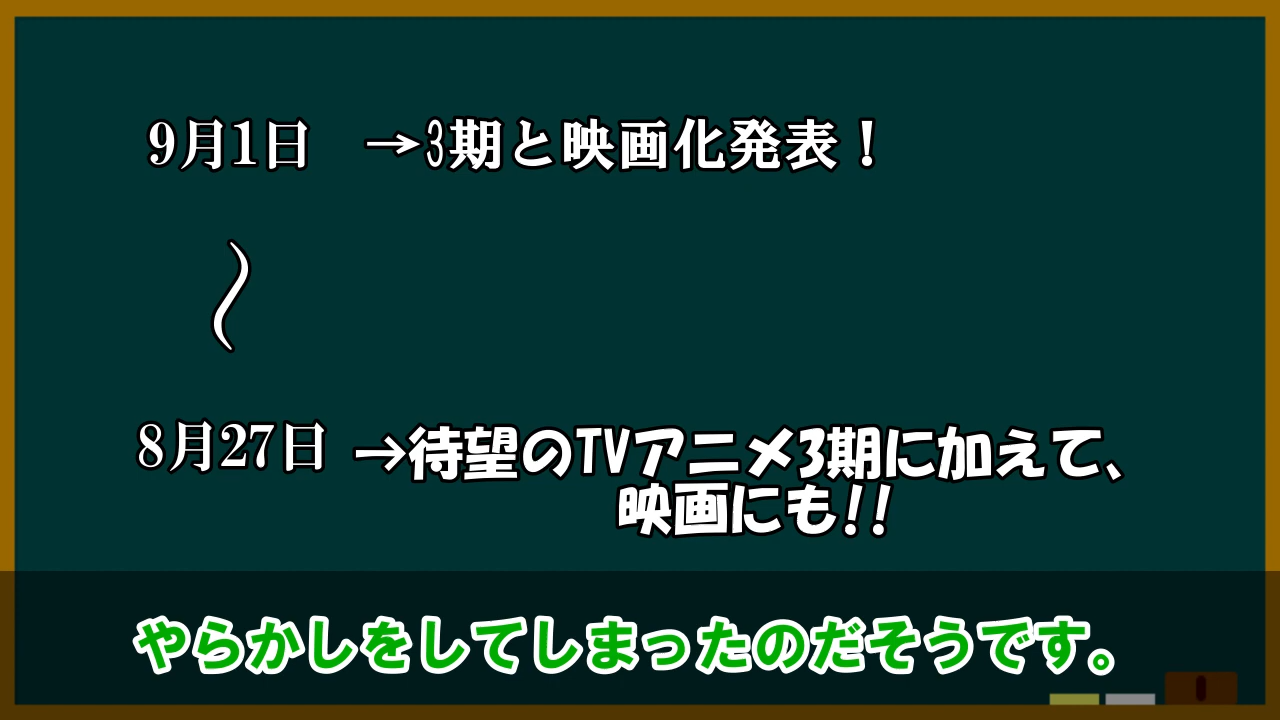 9月1日 →3期と映画化発表！
〜
8月27日 →待望のTVアニメ3期に加えて、
映画にも!!
やらかしをしてしまったのだそうです。